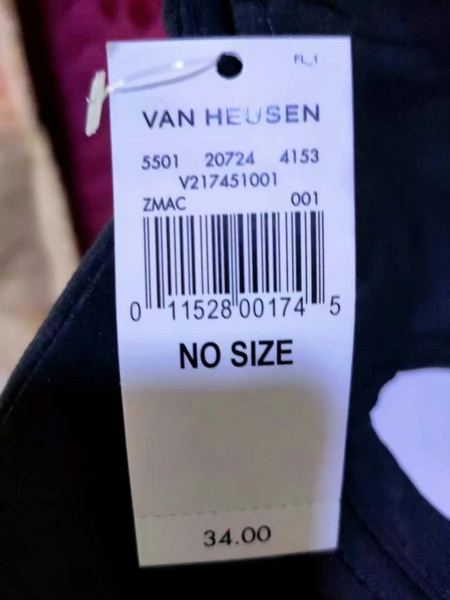 FL_1
VAN HEUSEN
5501 20724 4153
V217451001
ZMAC 001
0 11528 00174 5
NO SIZE
34.00